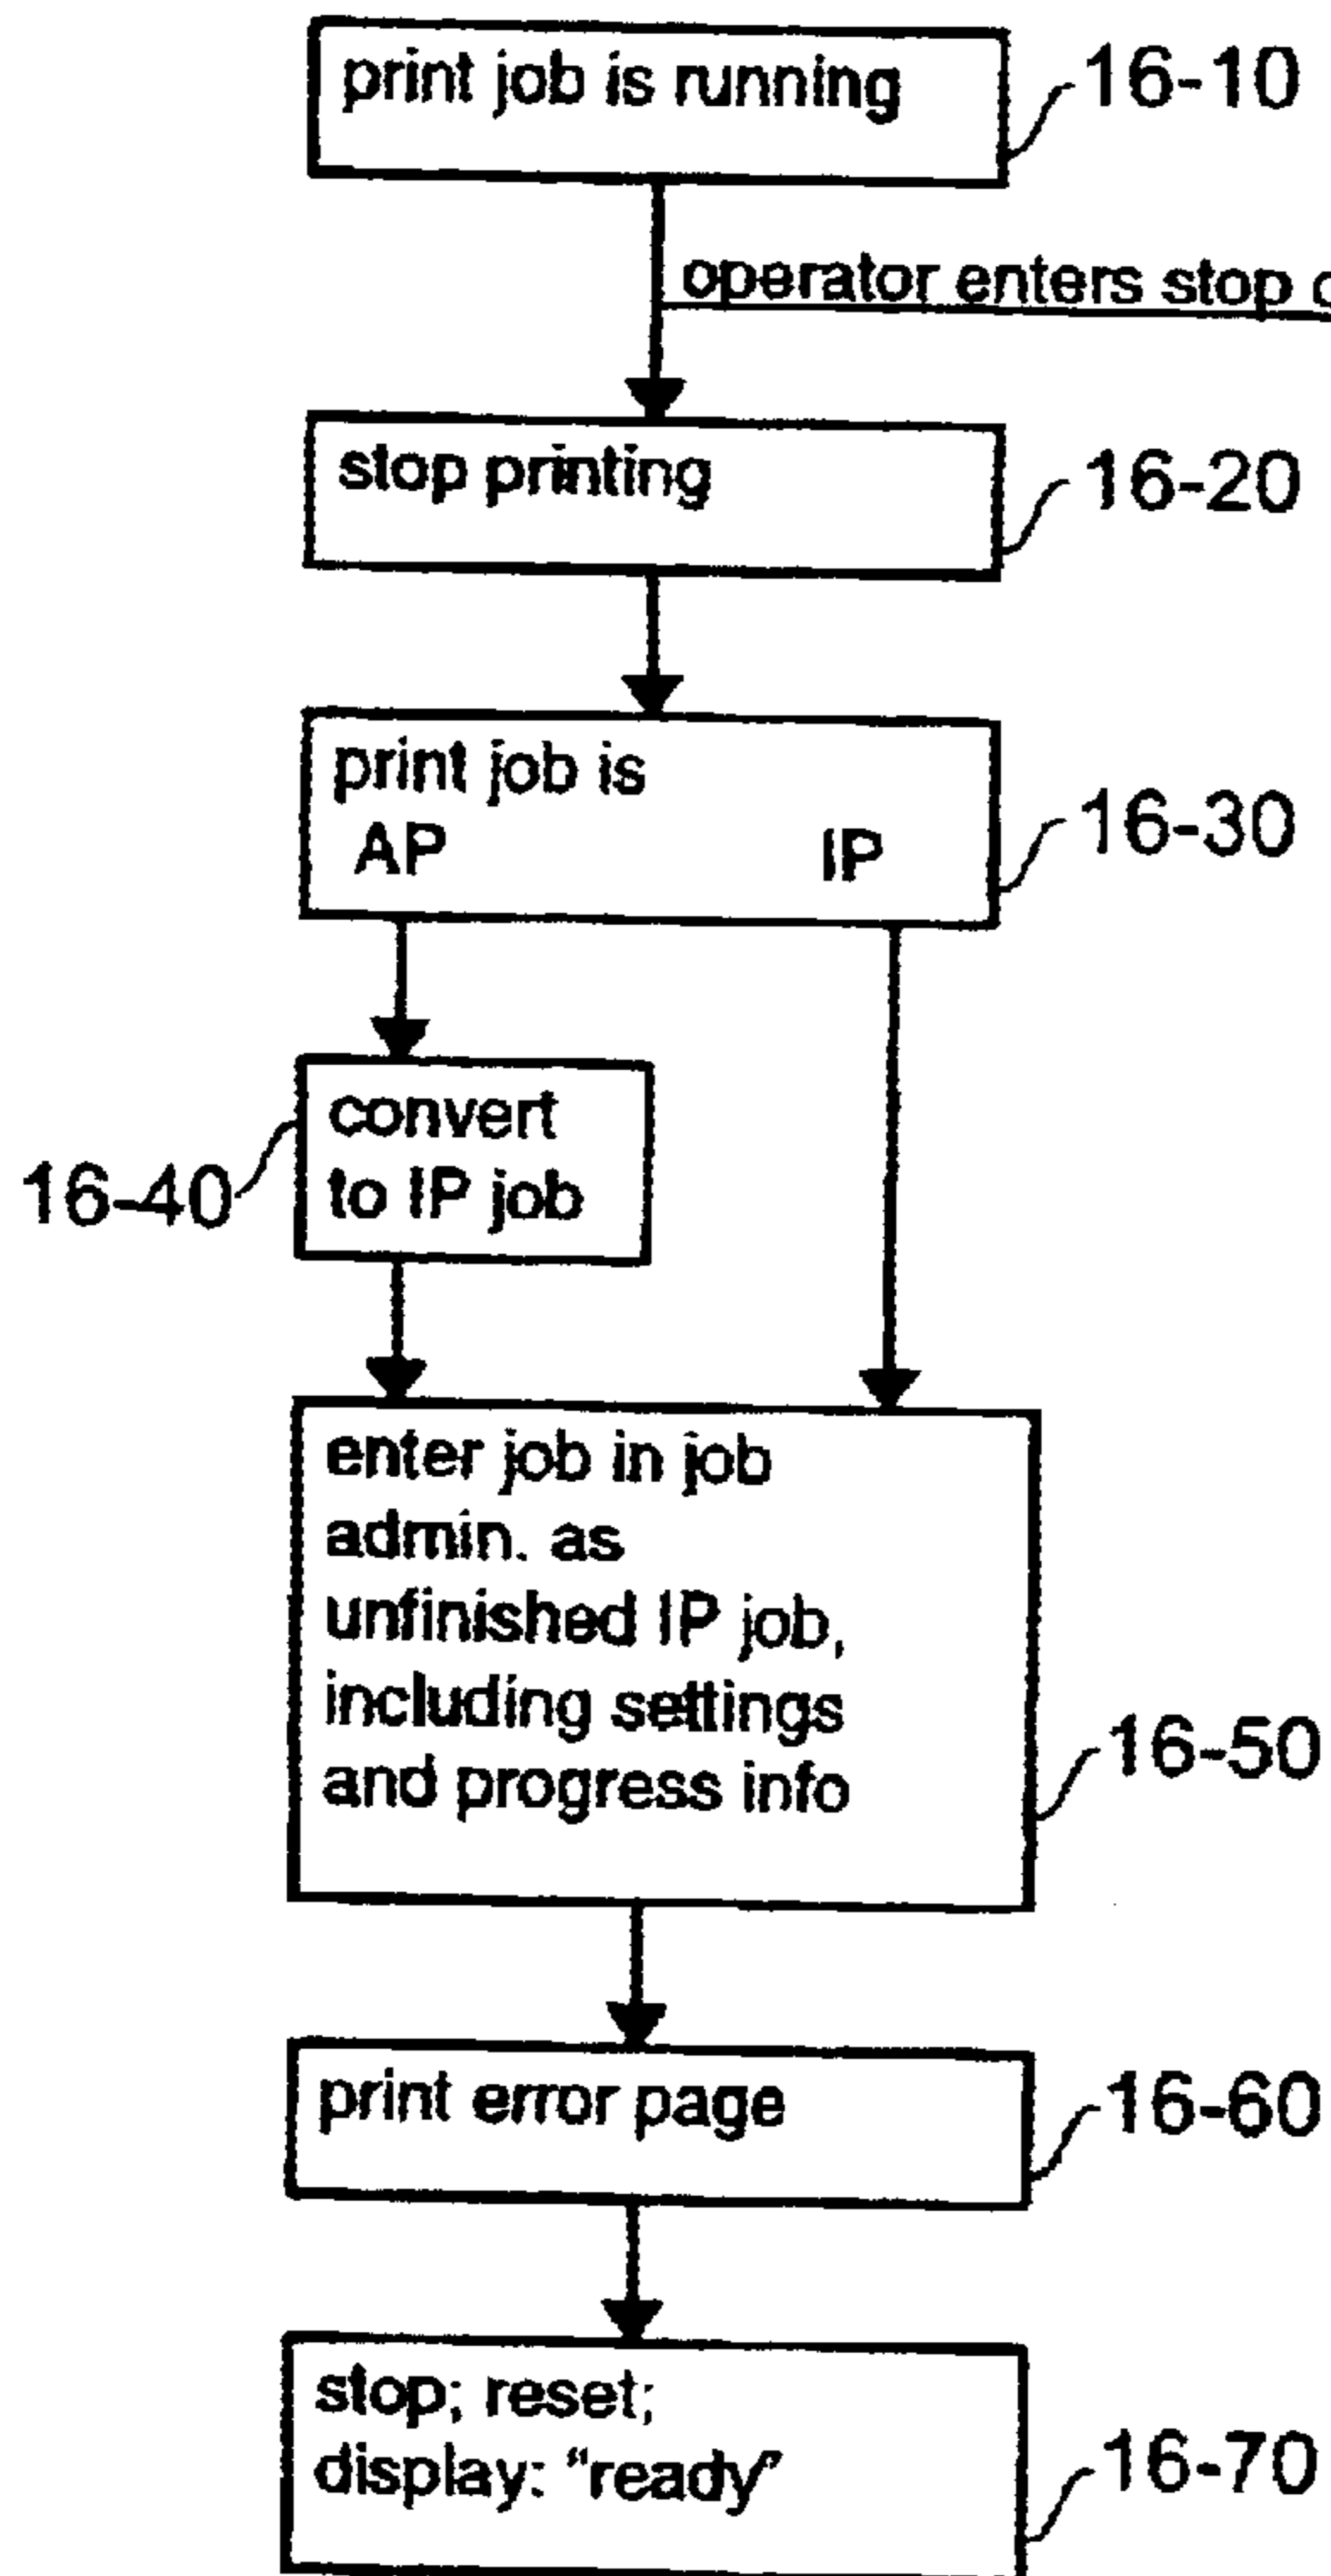 print job is running
16-10
operator enters stop
stop printing
16-20
print job is
AP IP
16-30
convert
to IP job
16-40
enter job in job
admin. as
unfinished IP job,
including settings
and progress info
16-50
print error page
16-60
stop; reset;
display: “ready”
16-70